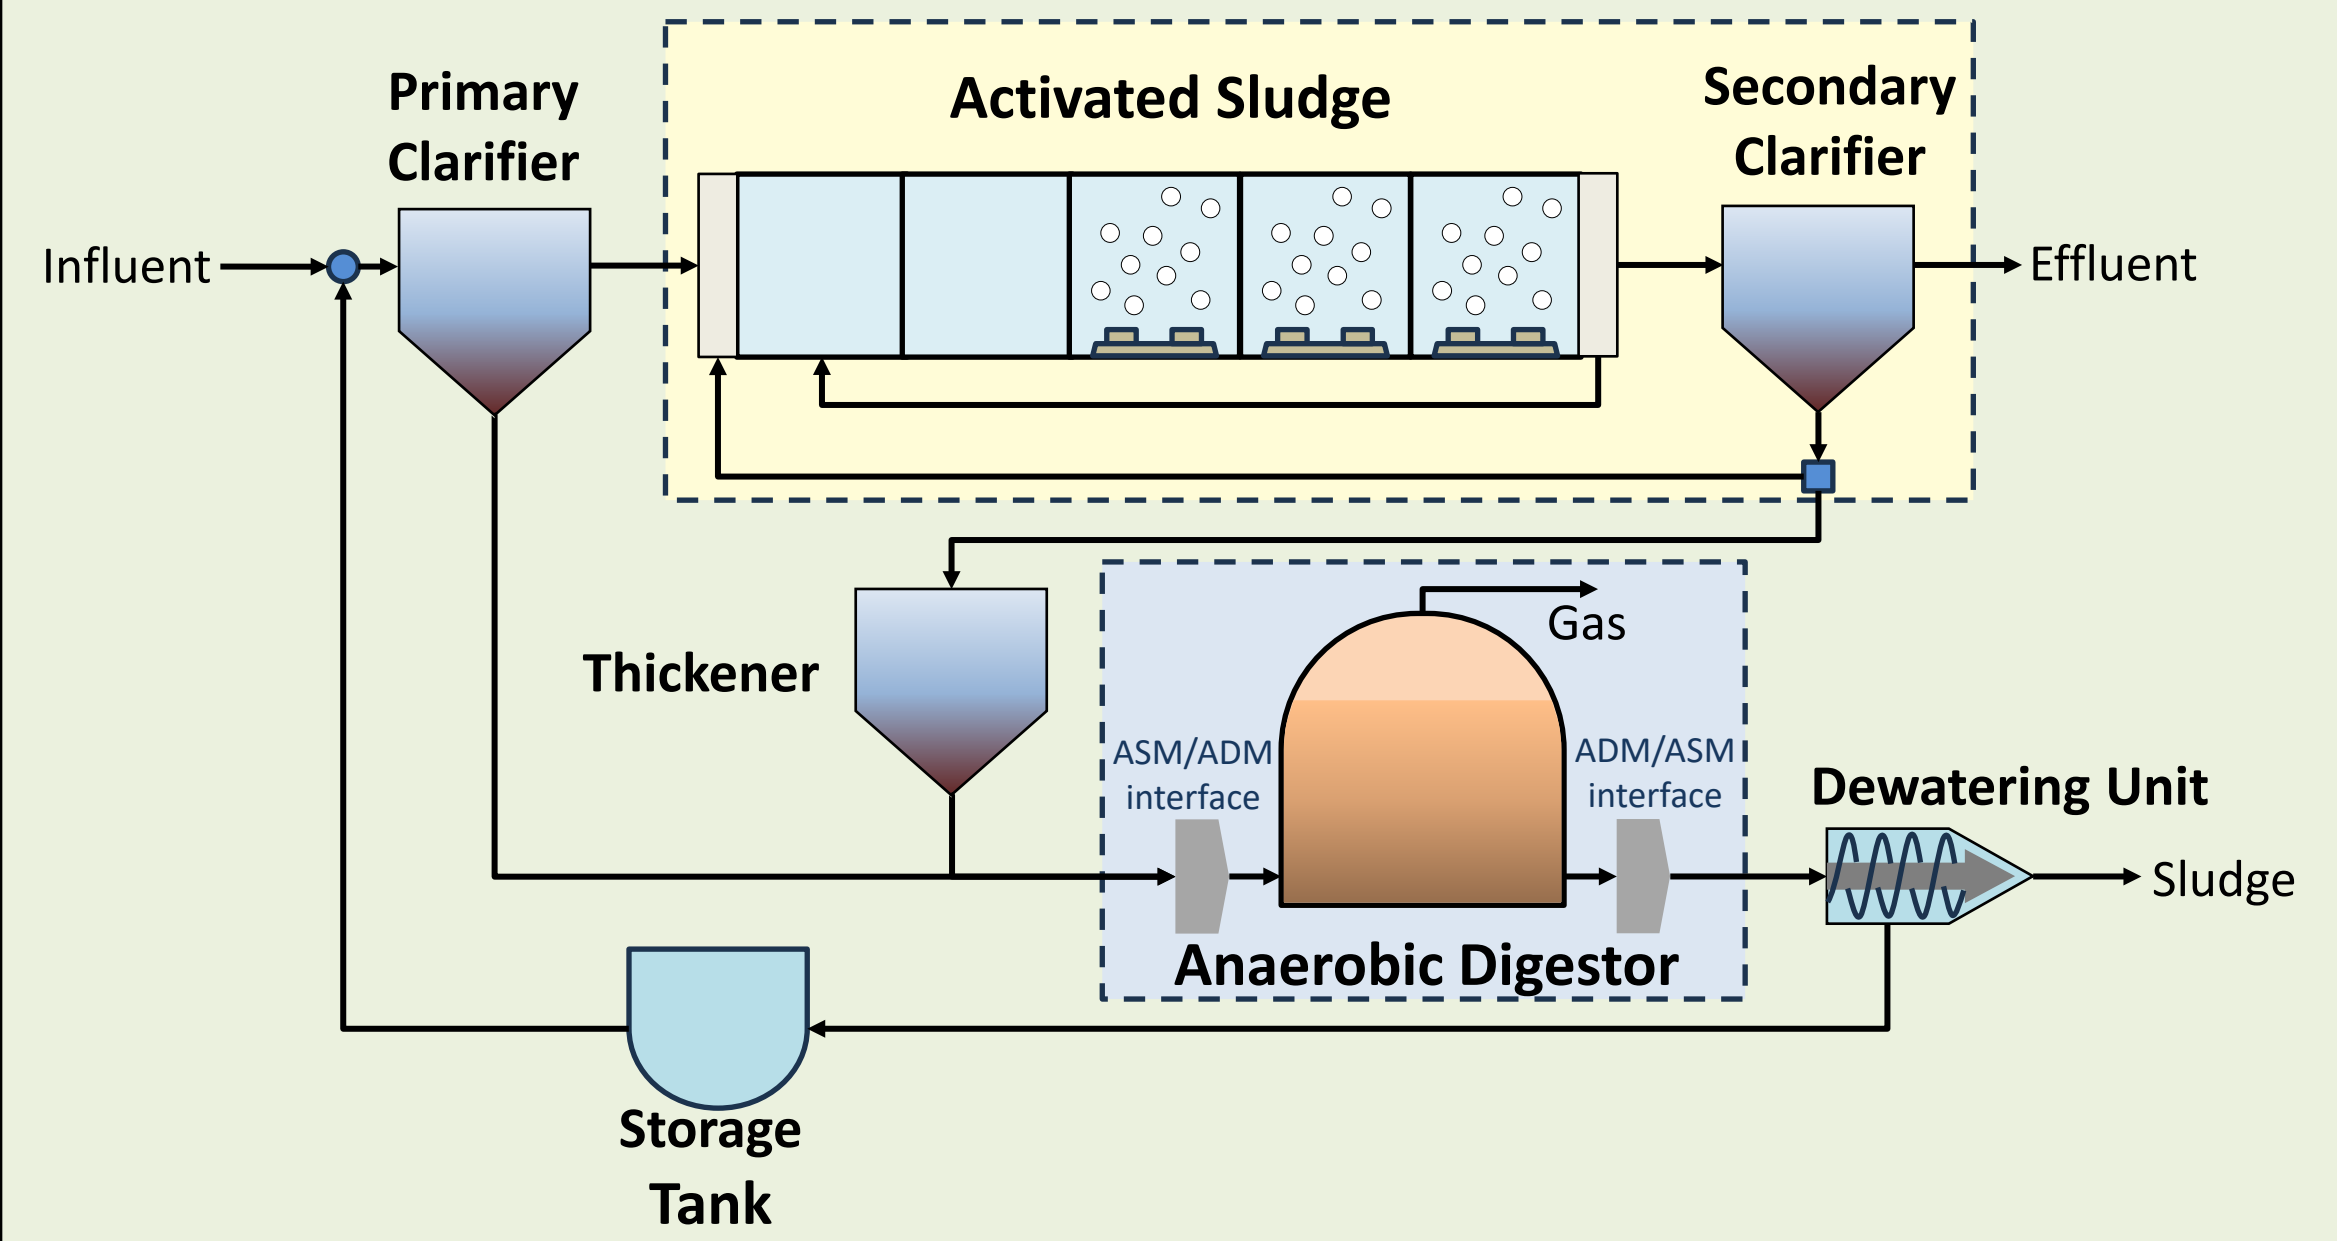 Primary
Clarifier
Activated Sludge
Secondary
Clarifier
Influent
Effluent
Thickener
Gas
ASM/ADM
interface
ADM/ASM
interface
Dewatering Unit
Sludge
Anaerobic Digestor
Storage
Tank